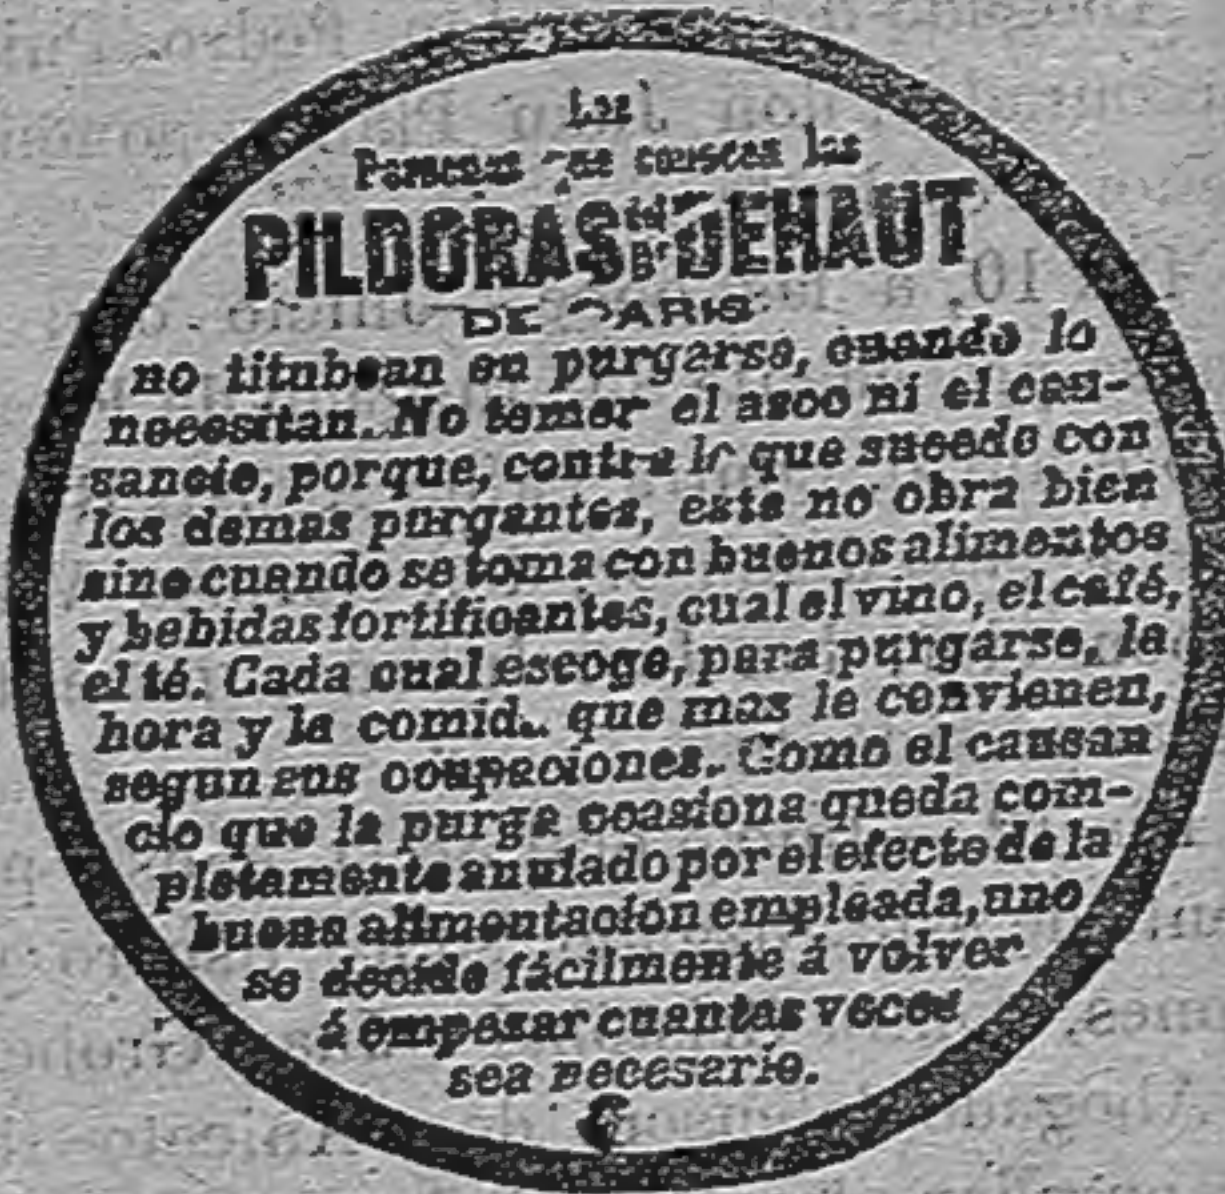 Las
Personas que conocen las
PILDORAS DEL DR DEHAUT
DE PARIS
no titubean en purgarse, cuando lo
necesitan. No temen el asco ni el can-
sancio, porque, contra lo que sucede con
los demas purgantes, este no obra bien
sino cuando se toma con buenos alimentos
y bebidas fortificantes, cual el vino, el café,
el té. Cada cual escoge, para purgarse, la
hora y la comida que mas le convienen,
segun sus ocupaciones. Como el causan
cio que la purga ocasiona queda com-
pletamente anulado por el efecto de la
buena alimentacion empleada, uno
se decide fácilmente á volver
á empezar cuantas veces
sea necesario.